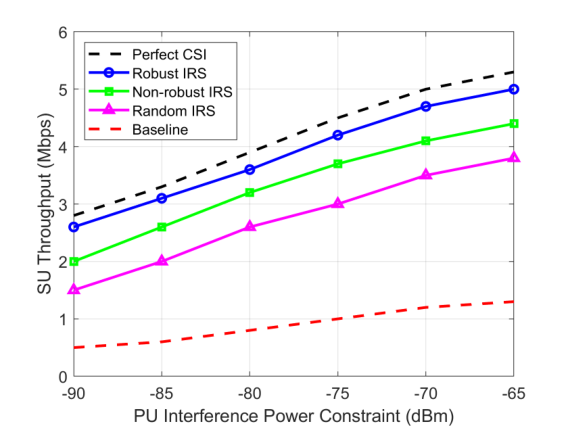 6
5
4
3
2
1
0
SU Throughput (Mbps)
Perfect CSI
Robust IRS
Non-robust IRS
Random IRS
Baseline
-90 -85 -80 -75 -70 -65
PU Interference Power Constraint (dBm)